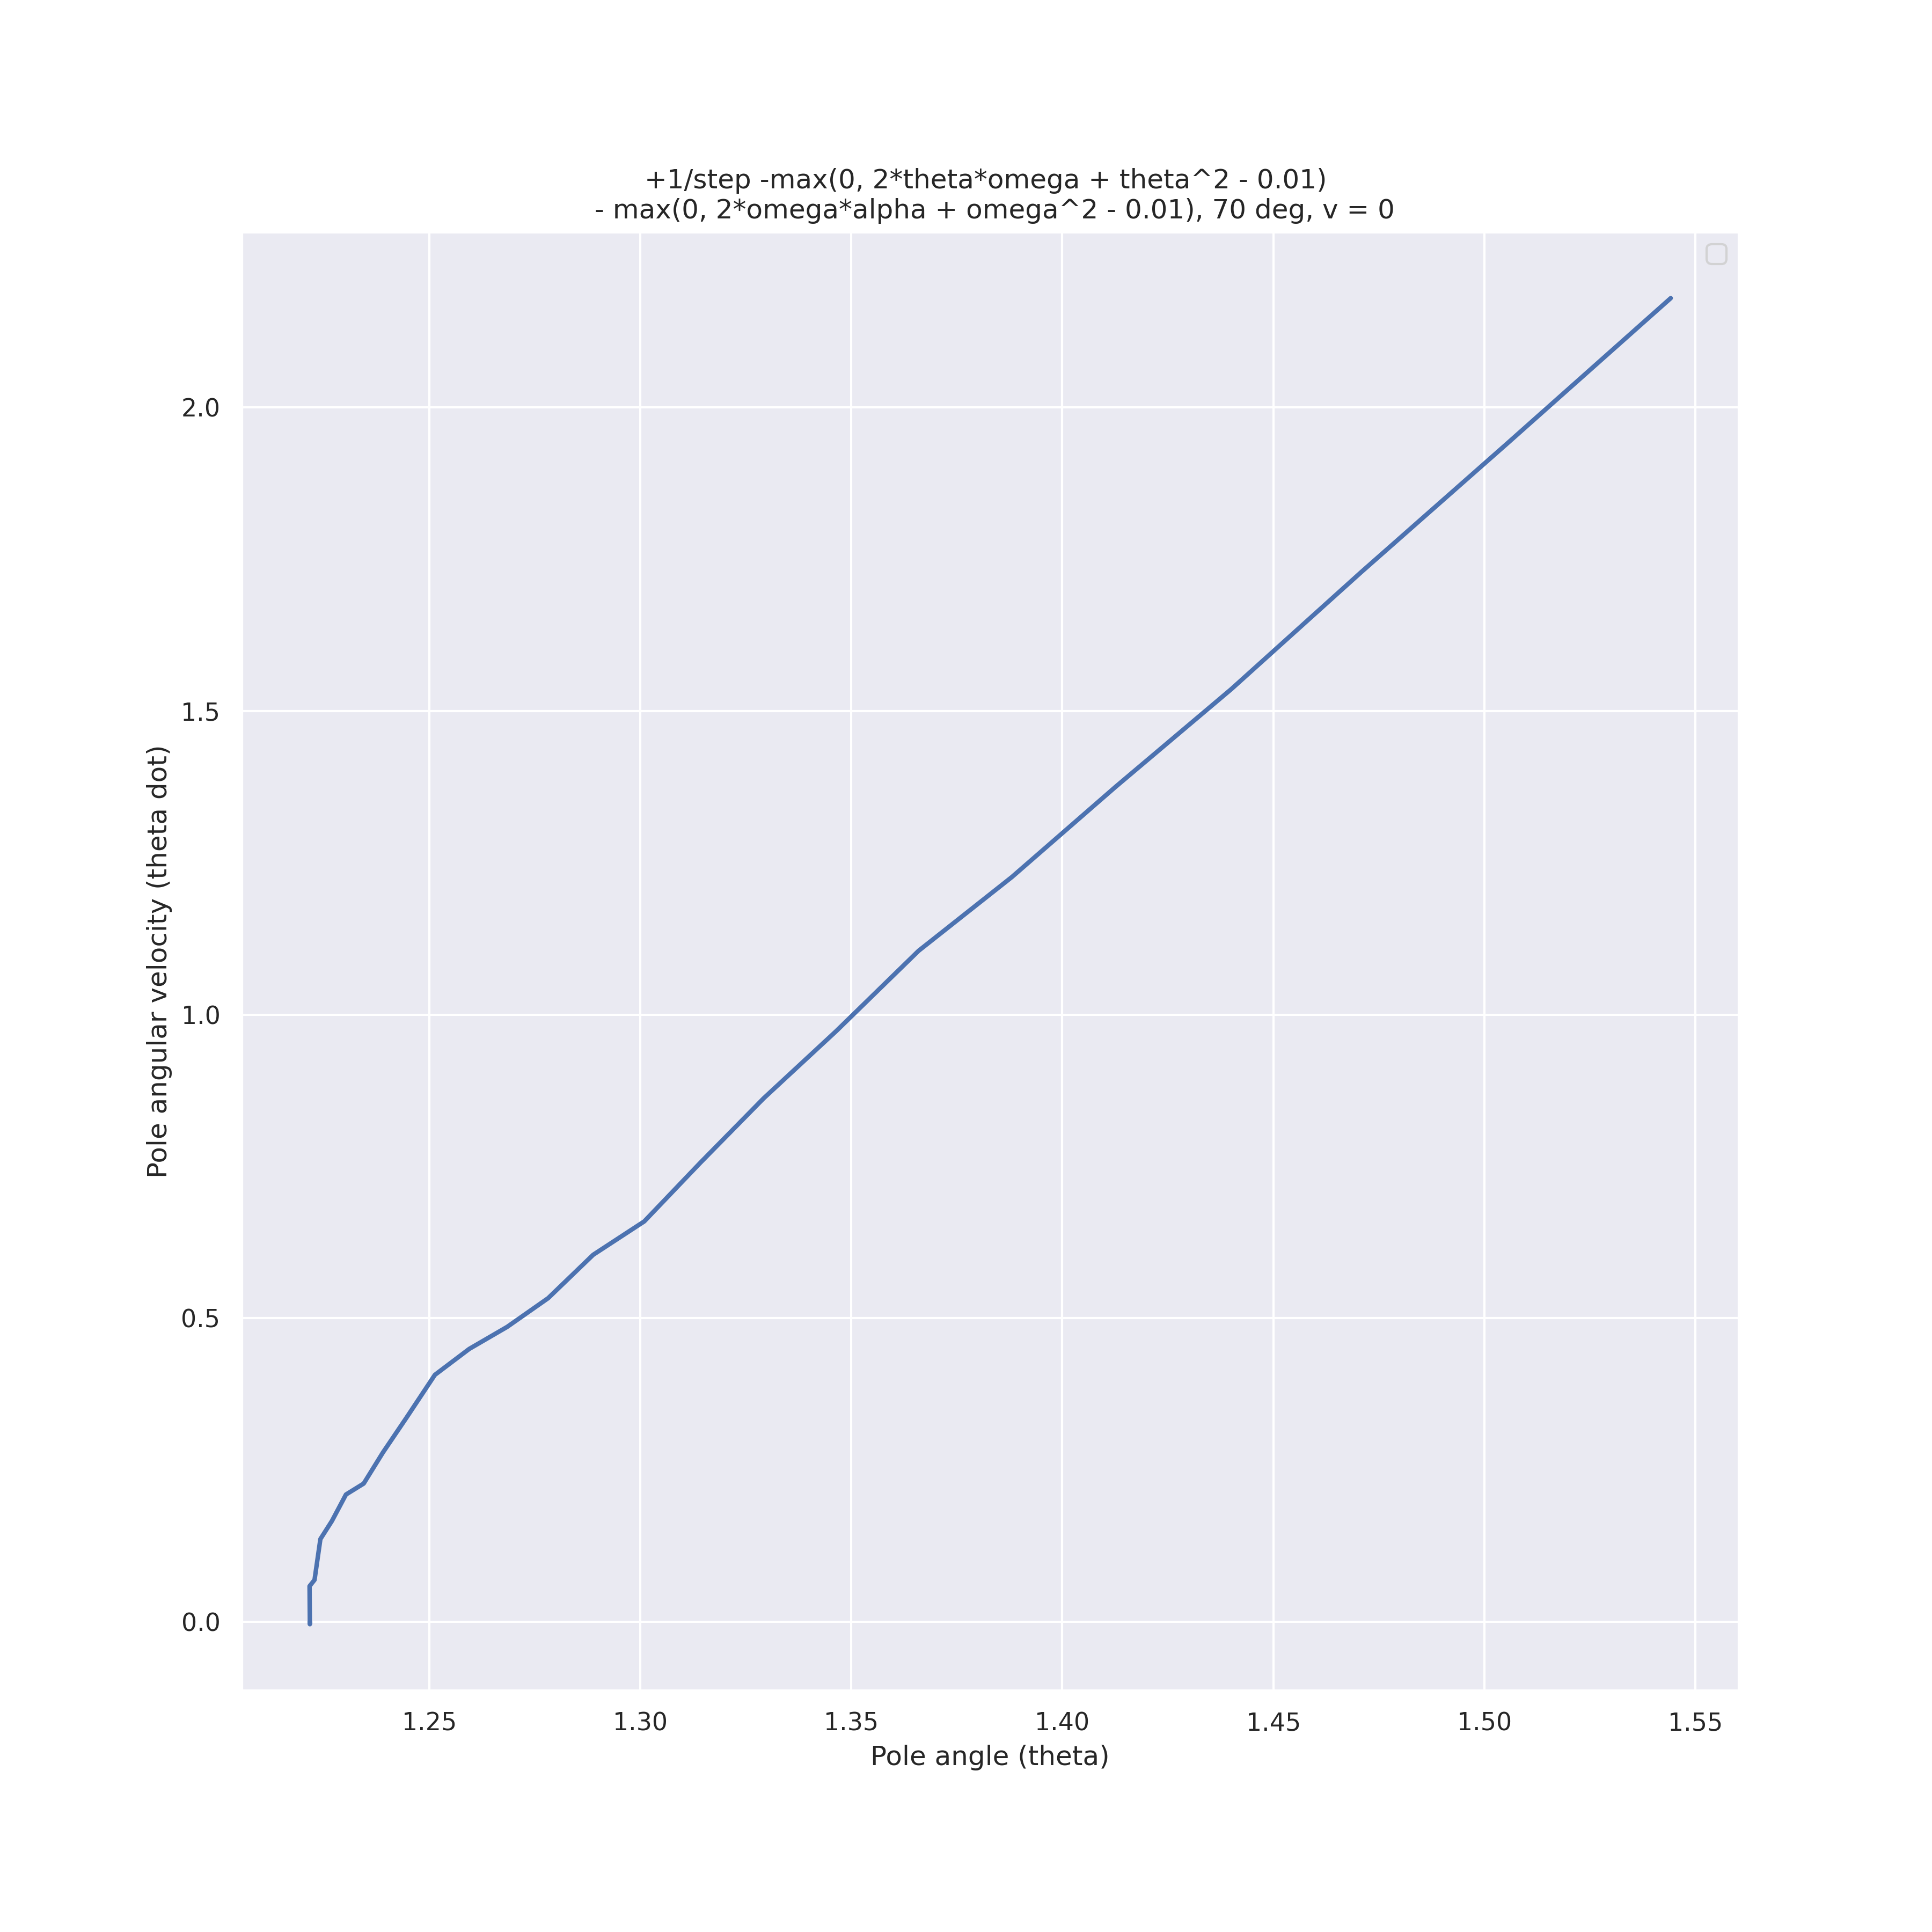 +1/step -max(0, 2*theta*omega + theta^2 - 0.01)
- max(0, 2*omega*alpha + omega^2 - 0.01), 70 deg, v = 0
Pole angular velocity (theta dot)
2.0
1.5
1.0
0.5
0.0
1.25 1.30 1.35 1.40 1.45 1.50 1.55
Pole angle (theta)